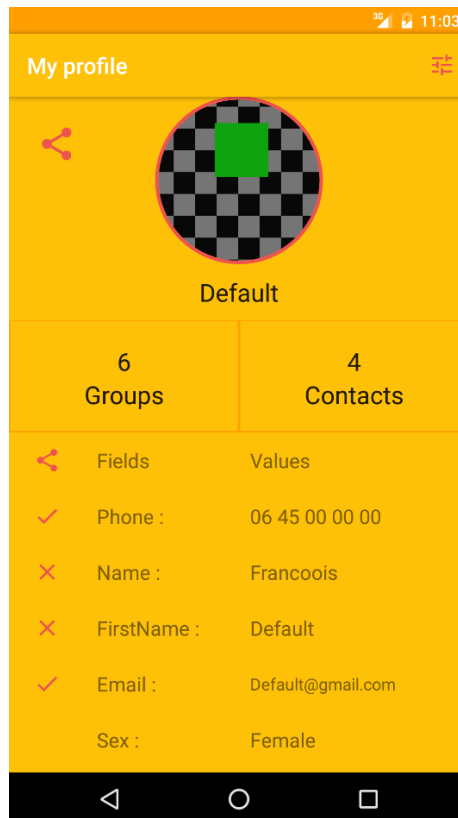 3G 11:03
My profile
Default
6 4
Groups Contacts
Fields Values
Phone : 06 45 00 00 00
Name : Francoois
FirstName : Default
Email : Default@gmail.com
Sex : Female